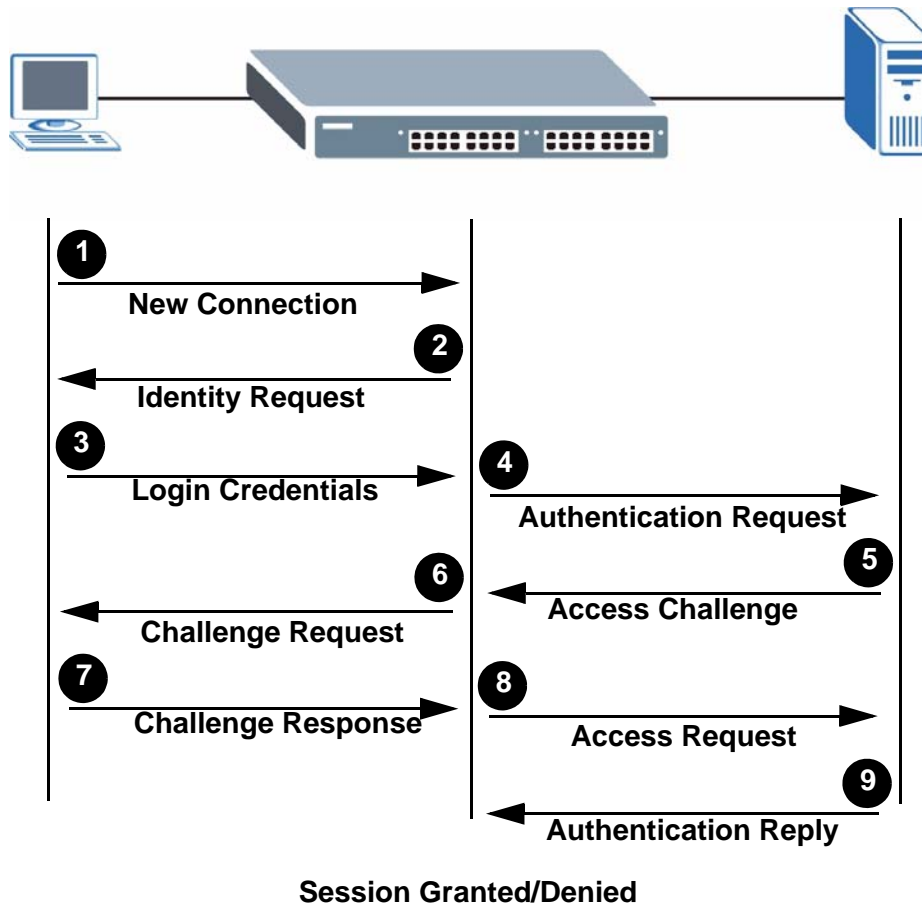 1
New Connection
2
Identity Request
3
Login Credentials
4
Authentication Request
5
Access Challenge
6
Challenge Request
7
Challenge Response
8
Access Request
9
Authentication Reply
Session Granted/Denied